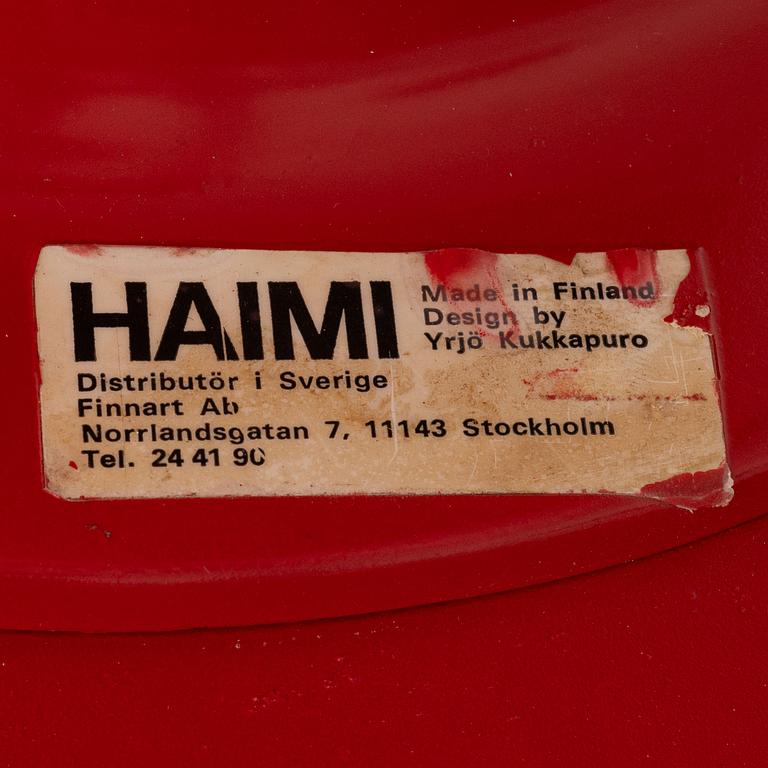 HAIMI
Made in Finland
Design by
Yrjö Kukkapuro
Distributör i Sverige
Finnart Ab
Norrlandsgatan 7, 11143 Stockholm
Tel. 24 41 90